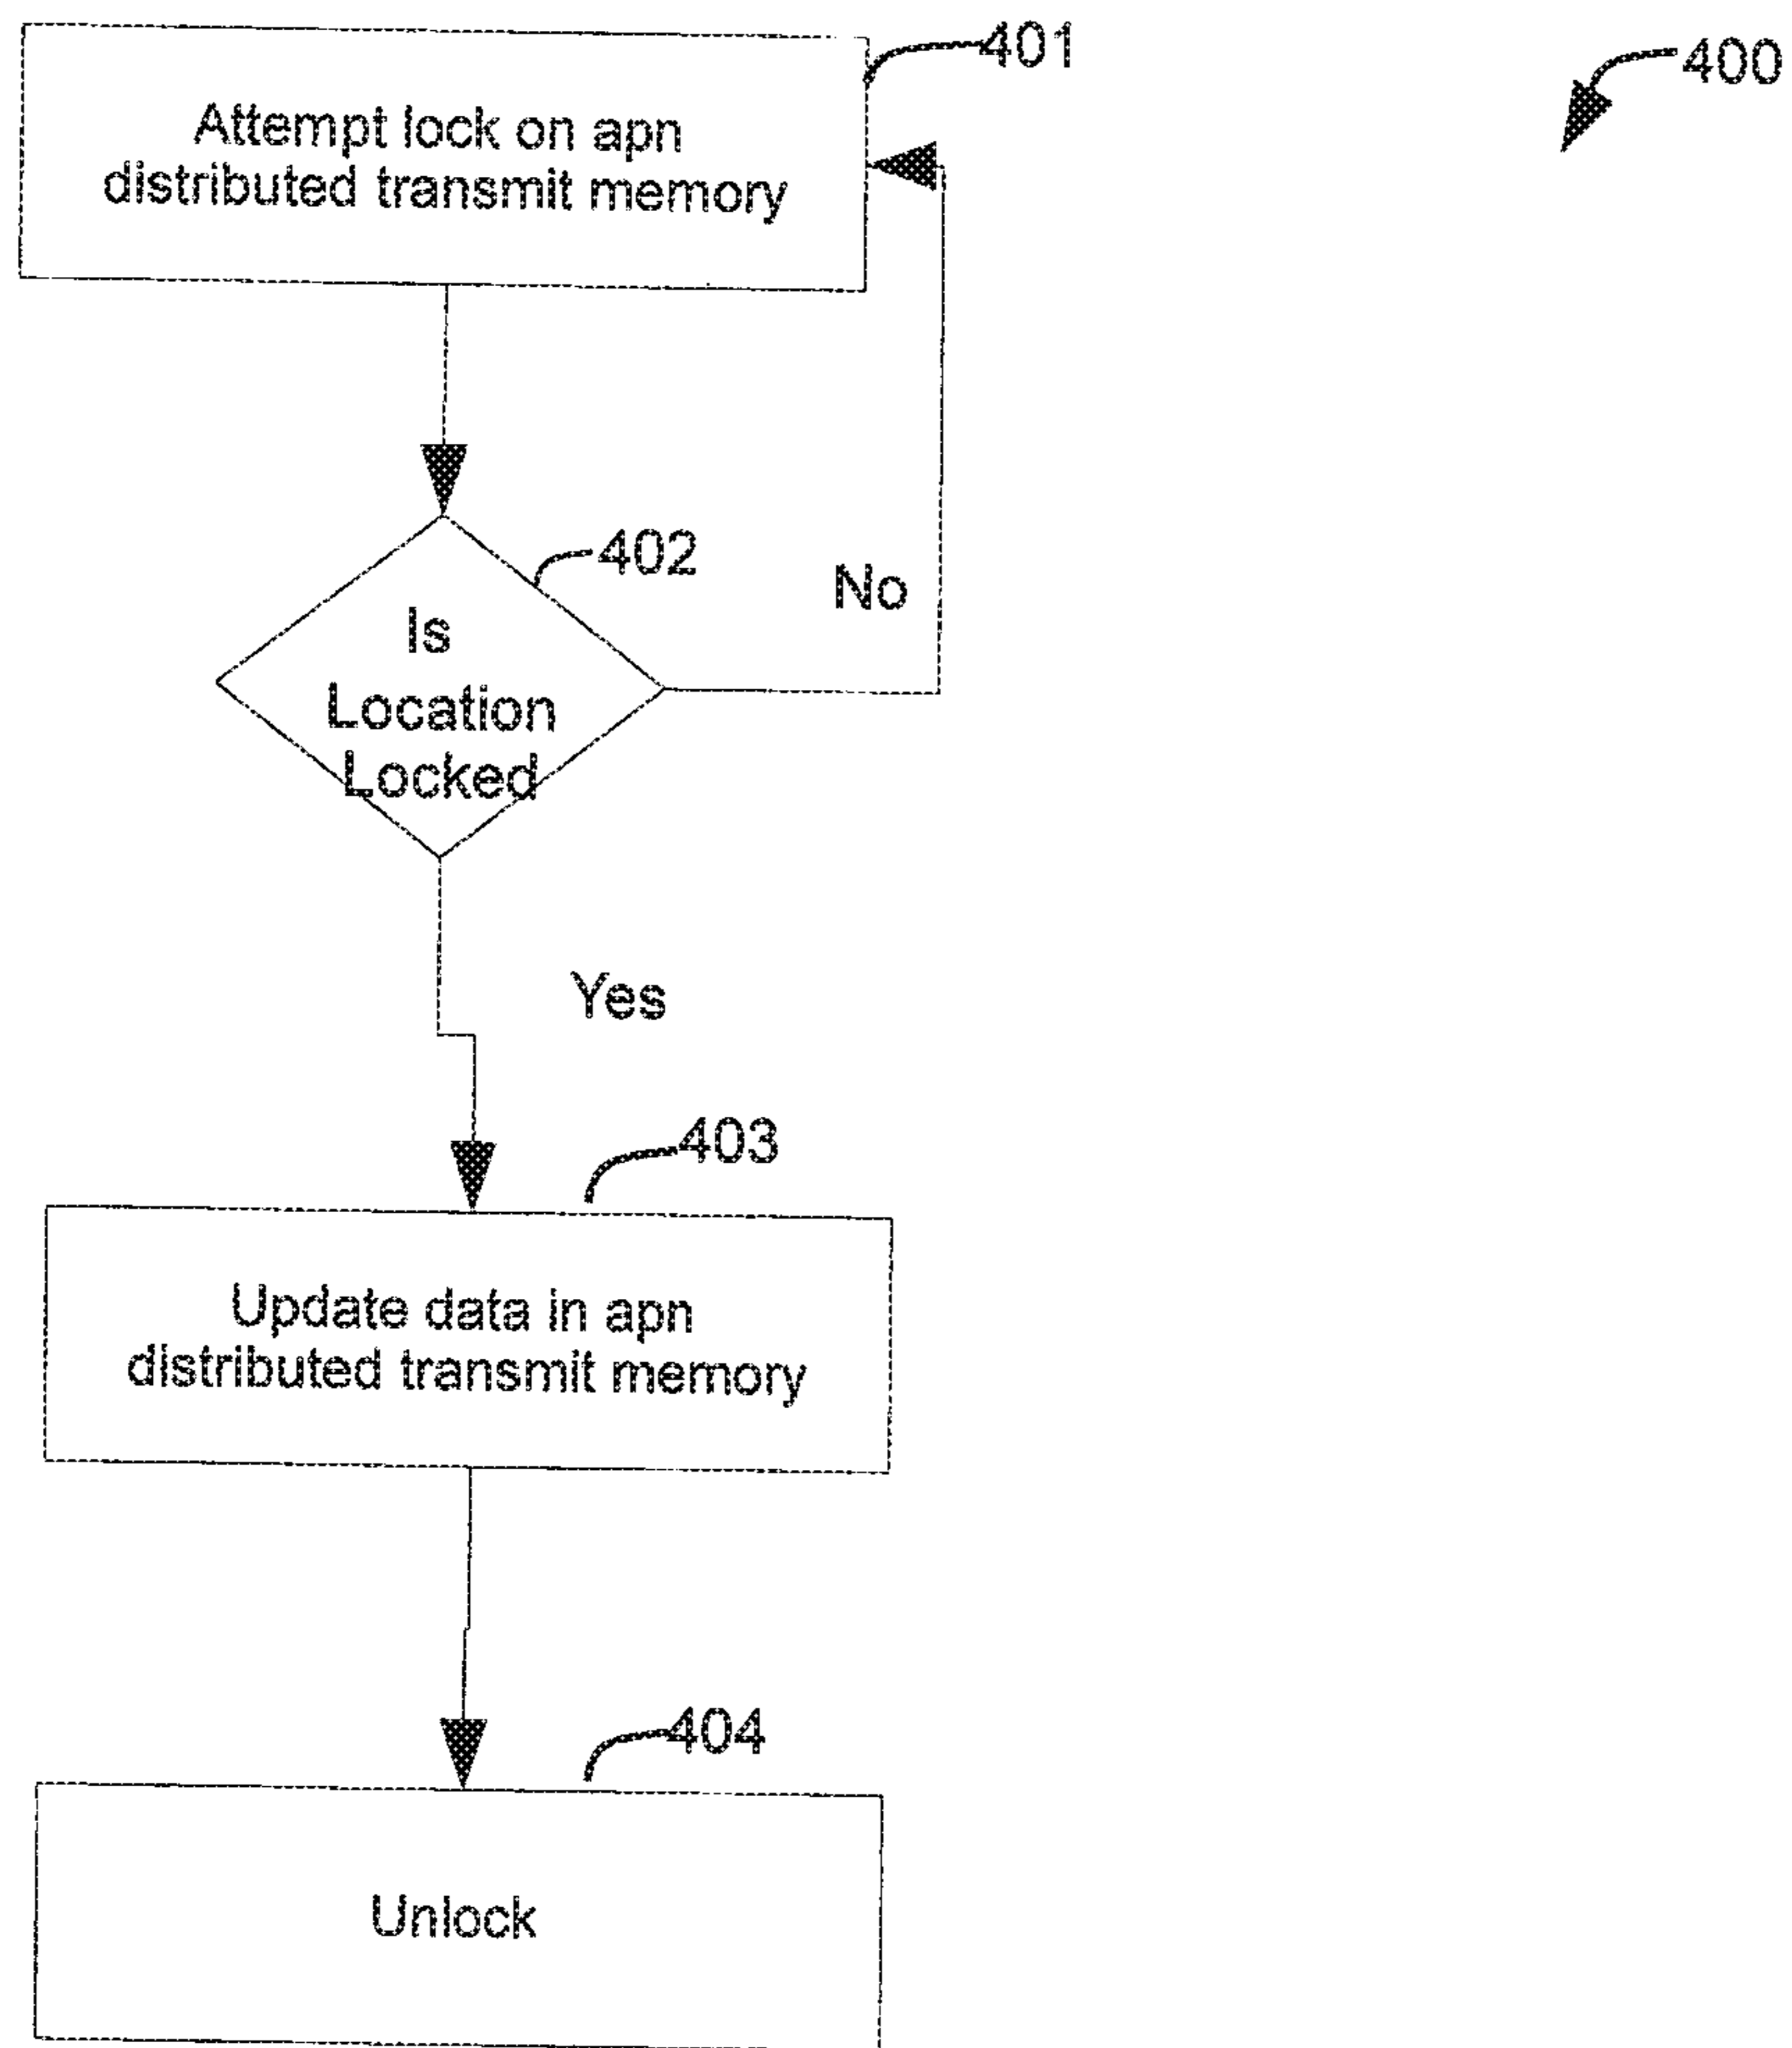 401
400
Attempt lock on apn
distributed transmit memory
402
No
Is
Location
Locked
Yes
403
Update data in apn
distributed transmit memory
404
Unlock